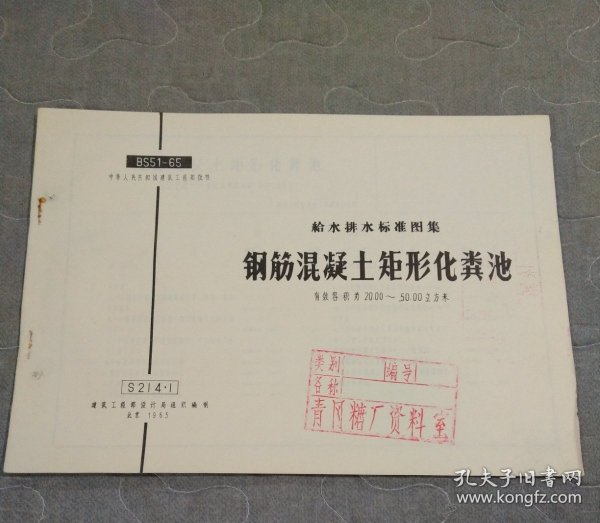 BS51-65
中华人民共和国建筑工程部批准
給水排水标准图集
钢筋混凝土矩形化粪池
有效容积为20.00～50.00立方米
S214·1
建筑工程部设计局组织编制
北京 1965
类别 编号
名称
青冈糖厂资料室
孔夫子旧书网
www.kongfz.com